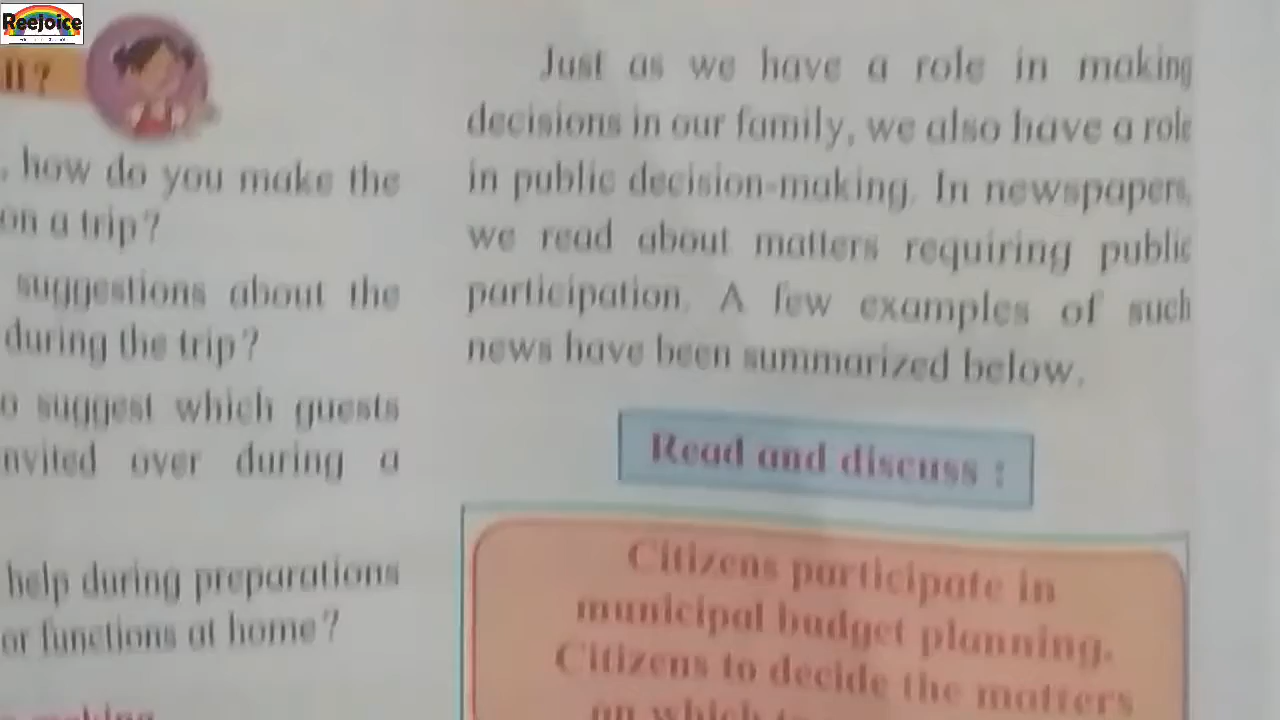 Reejoice
ll?
, how do you make the
on a trip?
suggestions about the
during the trip?
o suggest which guests
nvited over during a
help during preparations
or functions at home?
making
Just as we have a role in making
decisions in our family, we also have a role
in public decision-making. In newspapers,
we read about matters requiring public
participation. A few examples of such
news have been summarized below.
Read and discuss :
Citizens participate in
municipal budget planning.
Citizens to decide the matters
on which